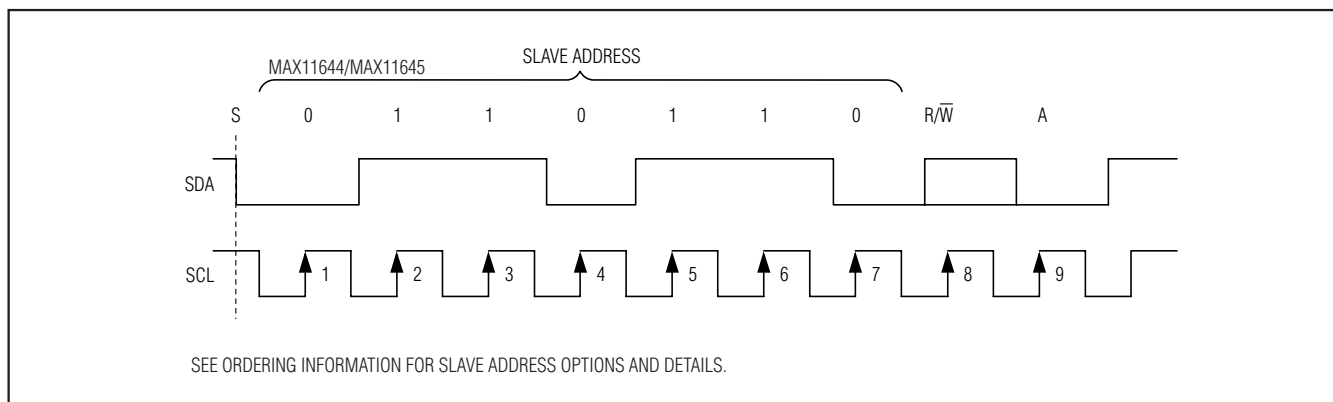 SLAVE ADDRESS
MAX11644/MAX11645
S 0 1 1 0 1 1 0 R/W̅ A
SDA
SCL 1 2 3 4 5 6 7 8 9
SEE ORDERING INFORMATION FOR SLAVE ADDRESS OPTIONS AND DETAILS.